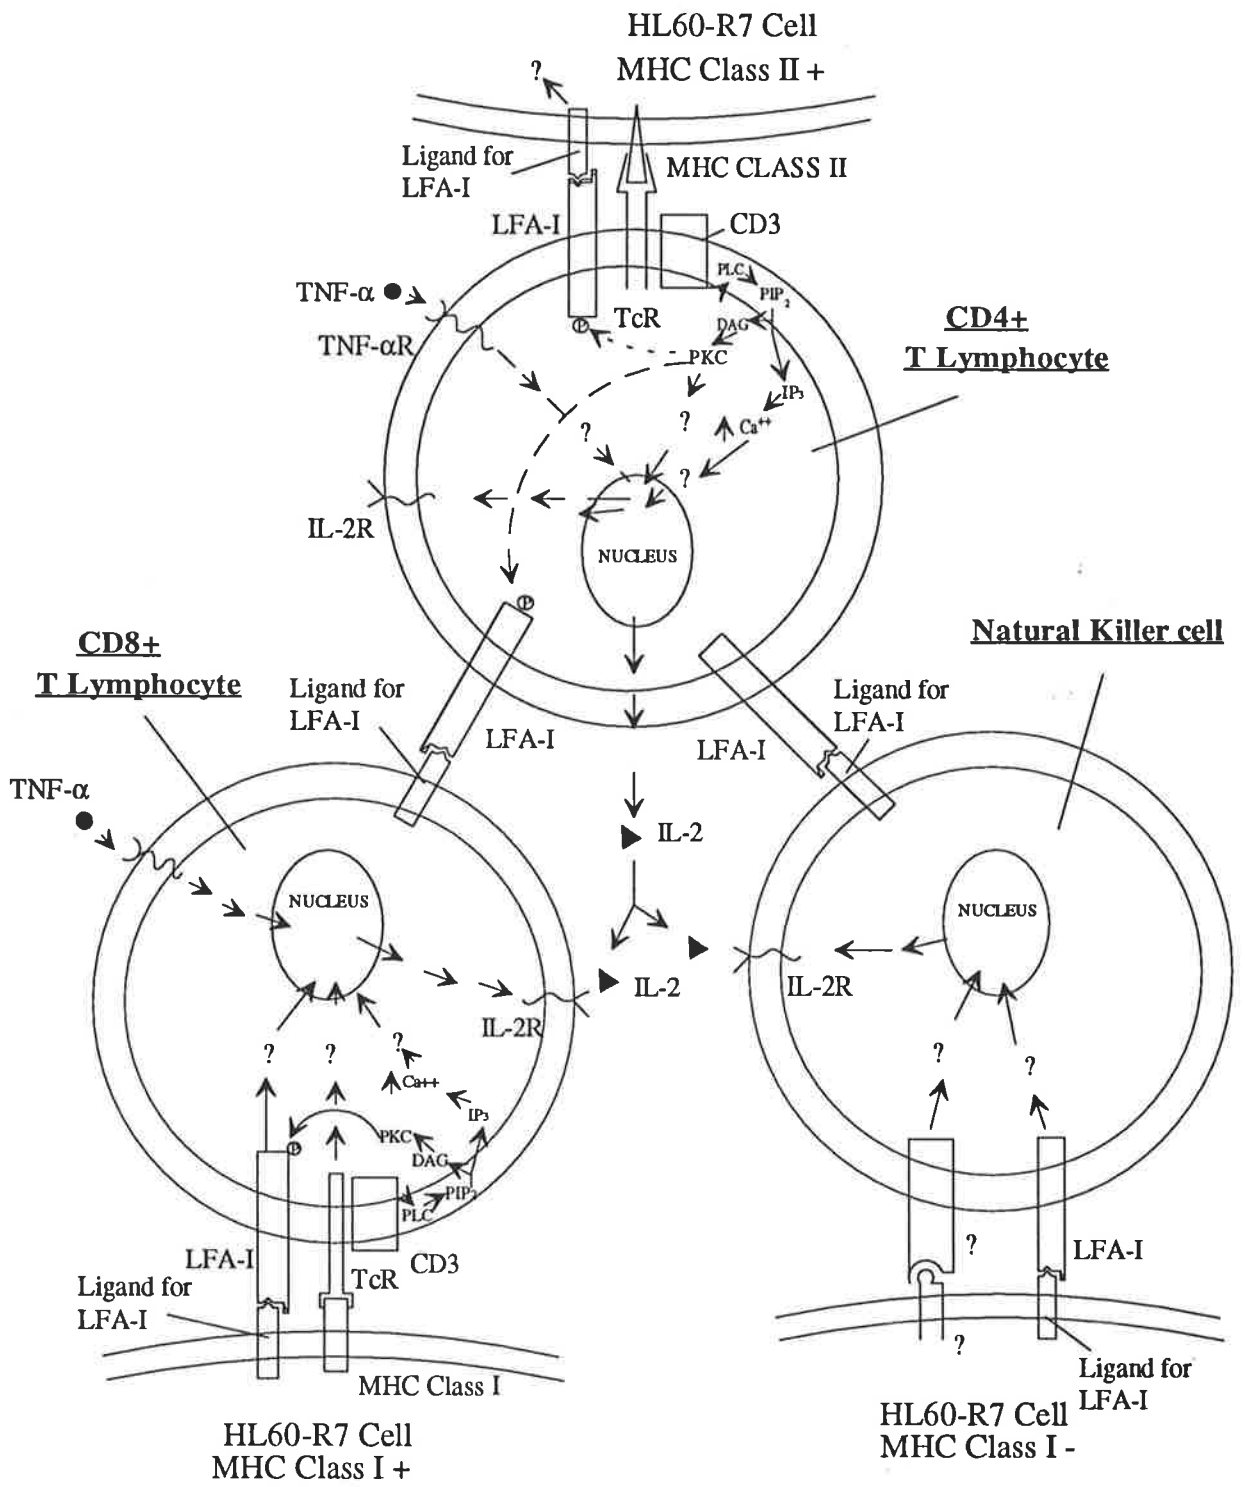 HL60-R7 Cell
MHC Class II +
?
Ligand for
LFA-I
MHC CLASS II
LFA-I
CD3
TNF-α
PLC
PIP2
TcR
DAG
CD4+
T Lymphocyte
TNF-αR
P
PKC
IP3
?
?
Ca++
?
IL-2R
NUCLEUS
P
CD8+
T Lymphocyte
Natural Killer cell
Ligand for
LFA-I
Ligand for
LFA-I
LFA-I
LFA-I
TNF-α
IL-2
NUCLEUS
NUCLEUS
IL-2
IL-2R
IL-2R
?
?
?
?
?
Ca++
IP3
P
PKC
DAG
PIP2
PLC
LFA-I
CD3
TcR
?
LFA-I
Ligand for
LFA-I
?
MHC Class I
Ligand for
LFA-I
HL60-R7 Cell
MHC Class I +
HL60-R7 Cell
MHC Class I -